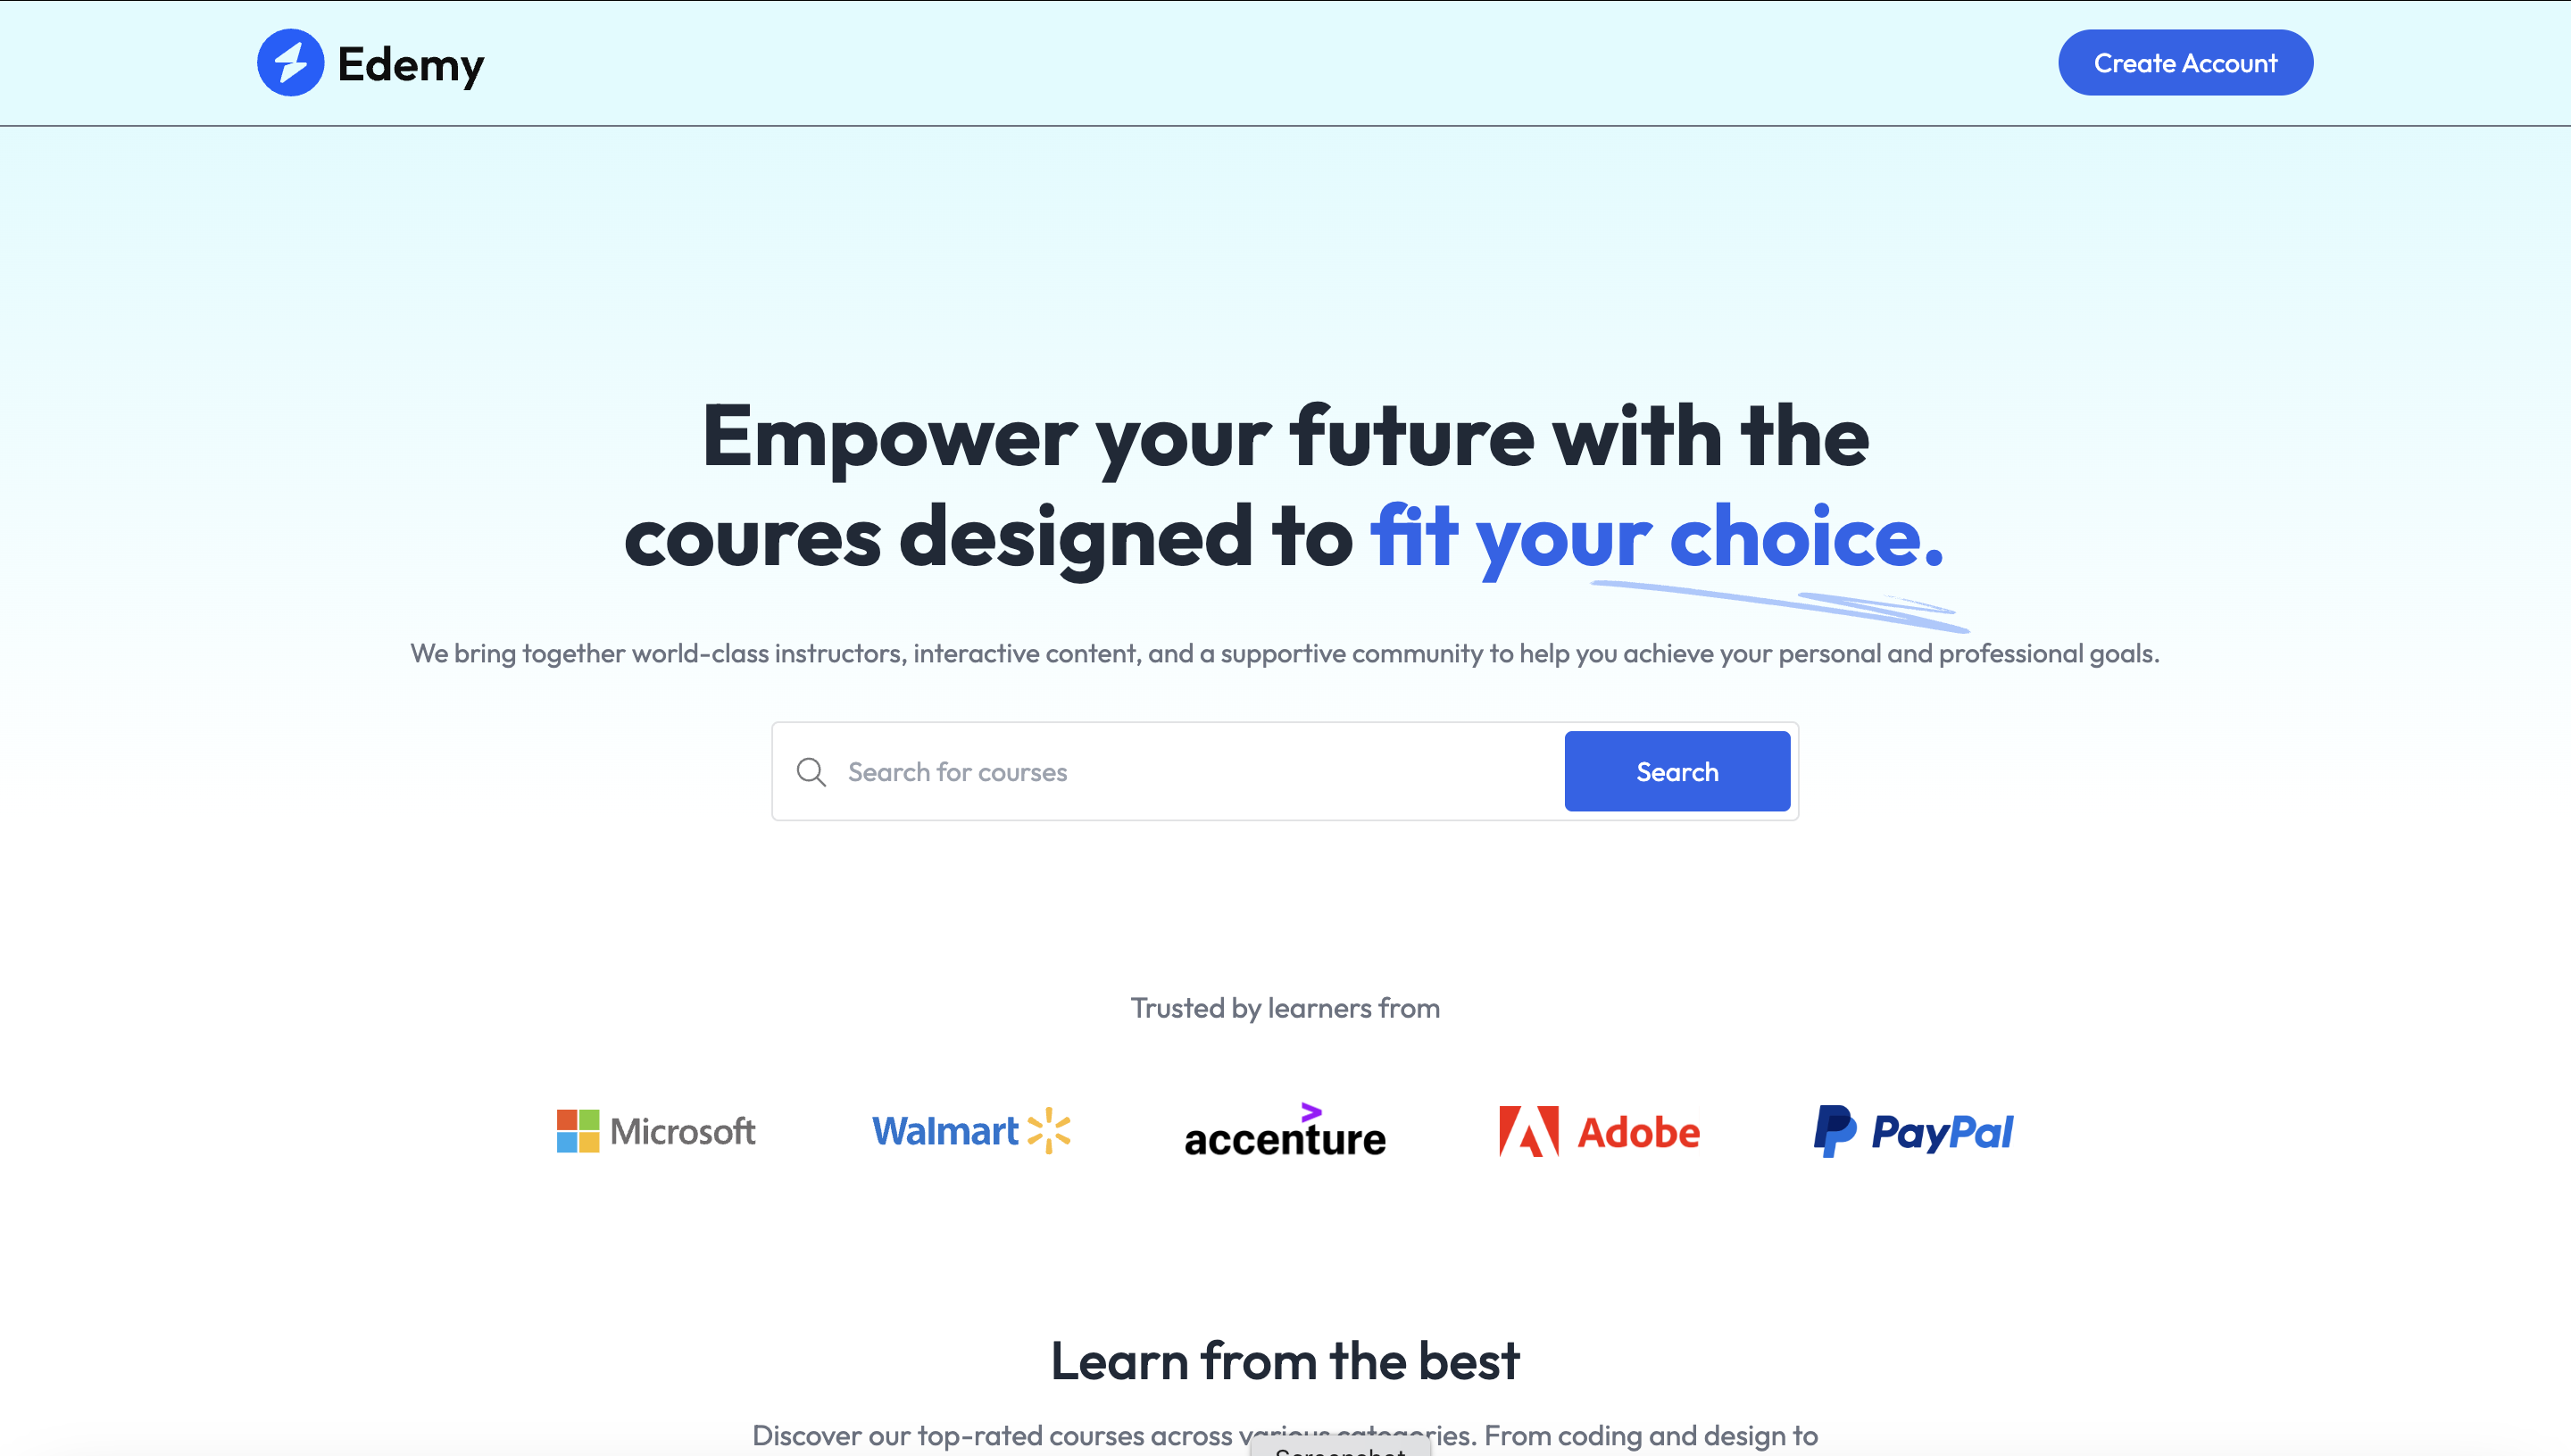 Edemy
Create Account
Empower your future with the
coures designed to fit your choice.
We bring together world-class instructors, interactive content, and a supportive community to help you achieve your personal and professional goals.
Search for courses
Search
Trusted by learners from
Microsoft
Walmart
accenture
Adobe
PayPal
Learn from the best
Discover our top-rated courses across various categories. From coding and design to
Screenshot